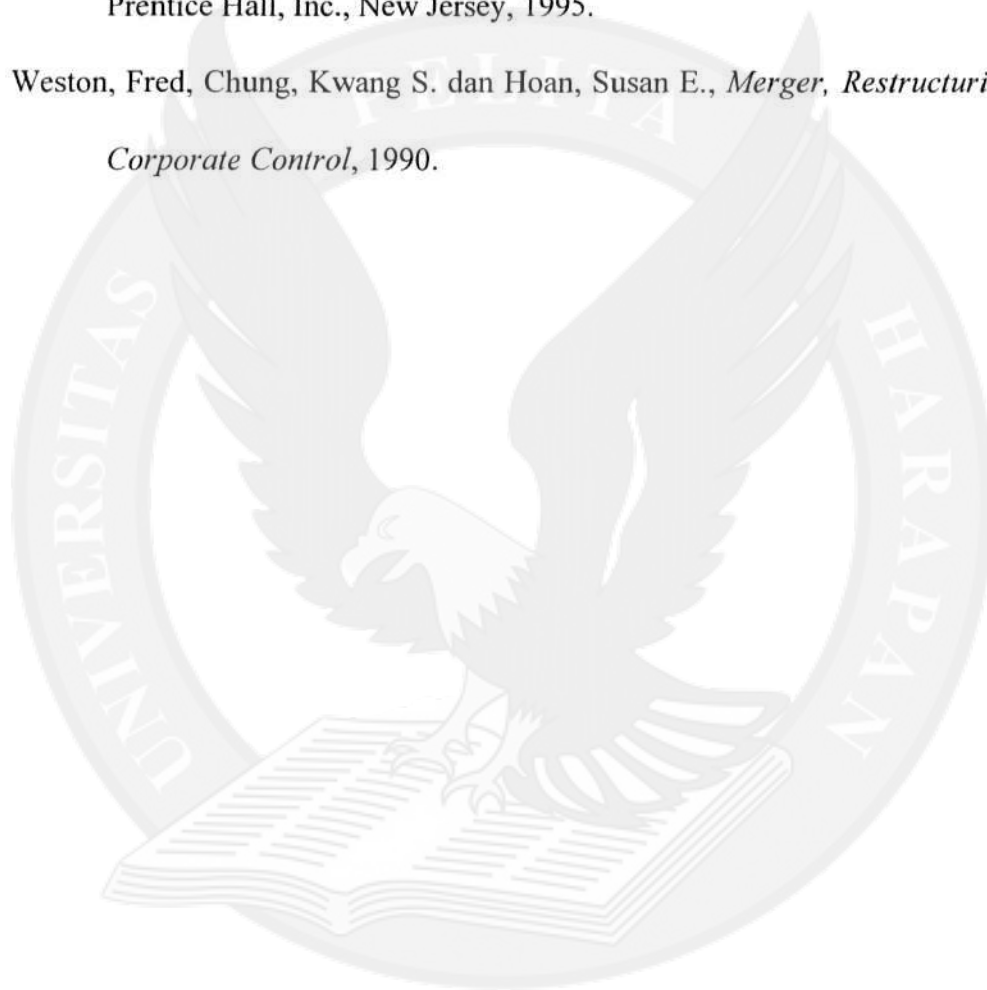 Prentice Hall, Inc., New Jersey, 1995.
Weston, Fred, Chung, Kwang S. dan Hoan, Susan E., Merger, Restructuri
Corporate Control, 1990.
UNIVERSITAS PELITA HARAPAN